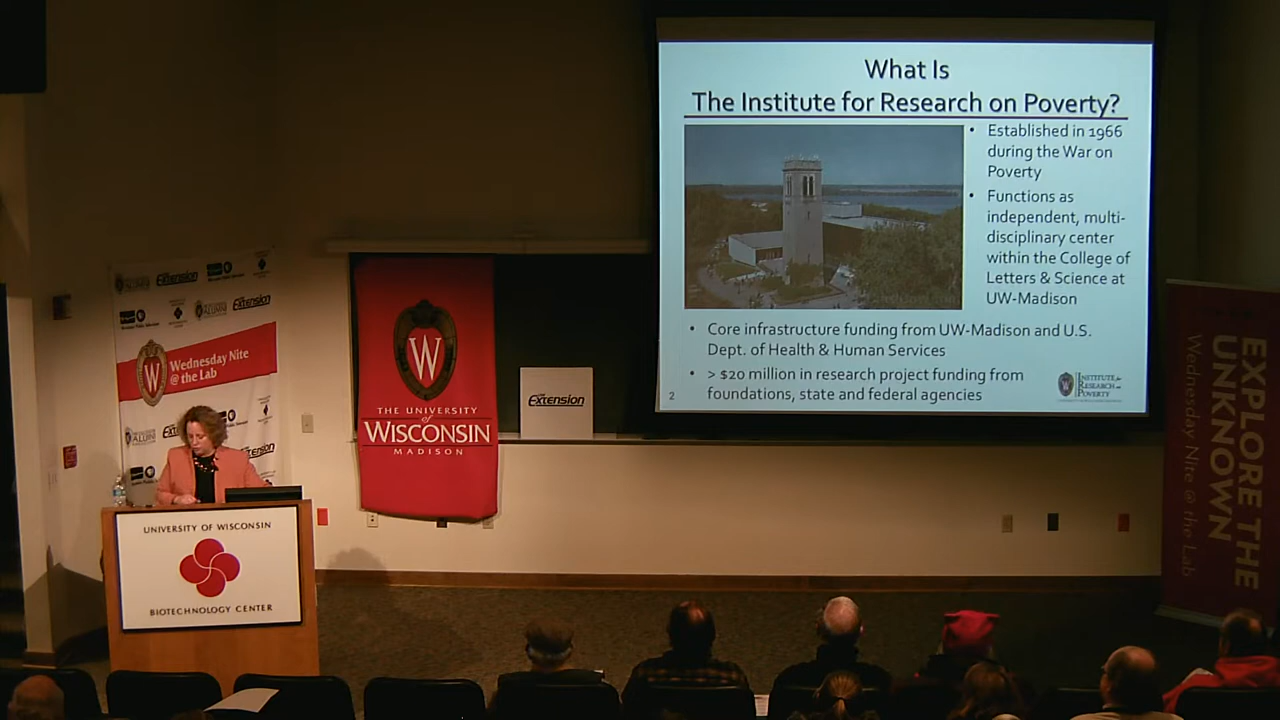 What Is
The Institute for Research on Poverty?
• Established in 1966
during the War on
Poverty
• Functions as
independent, multi-
disciplinary center
within the College of
Letters & Science at
UW-Madison
• Core infrastructure funding from UW-Madison and U.S.
Dept. of Health & Human Services
• > $20 million in research project funding from
foundations, state and federal agencies
2
INSTITUTE for
RESEARCH on
POVERTY
Extension
Extension
Wednesday Nite
@ the Lab
Extension
W
THE UNIVERSITY
of
WISCONSIN
MADISON
Extension
UNIVERSITY OF WISCONSIN
BIOTECHNOLOGY CENTER
EXPLORE THE
UNKNOWN
Wednesday Nite @ the Lab